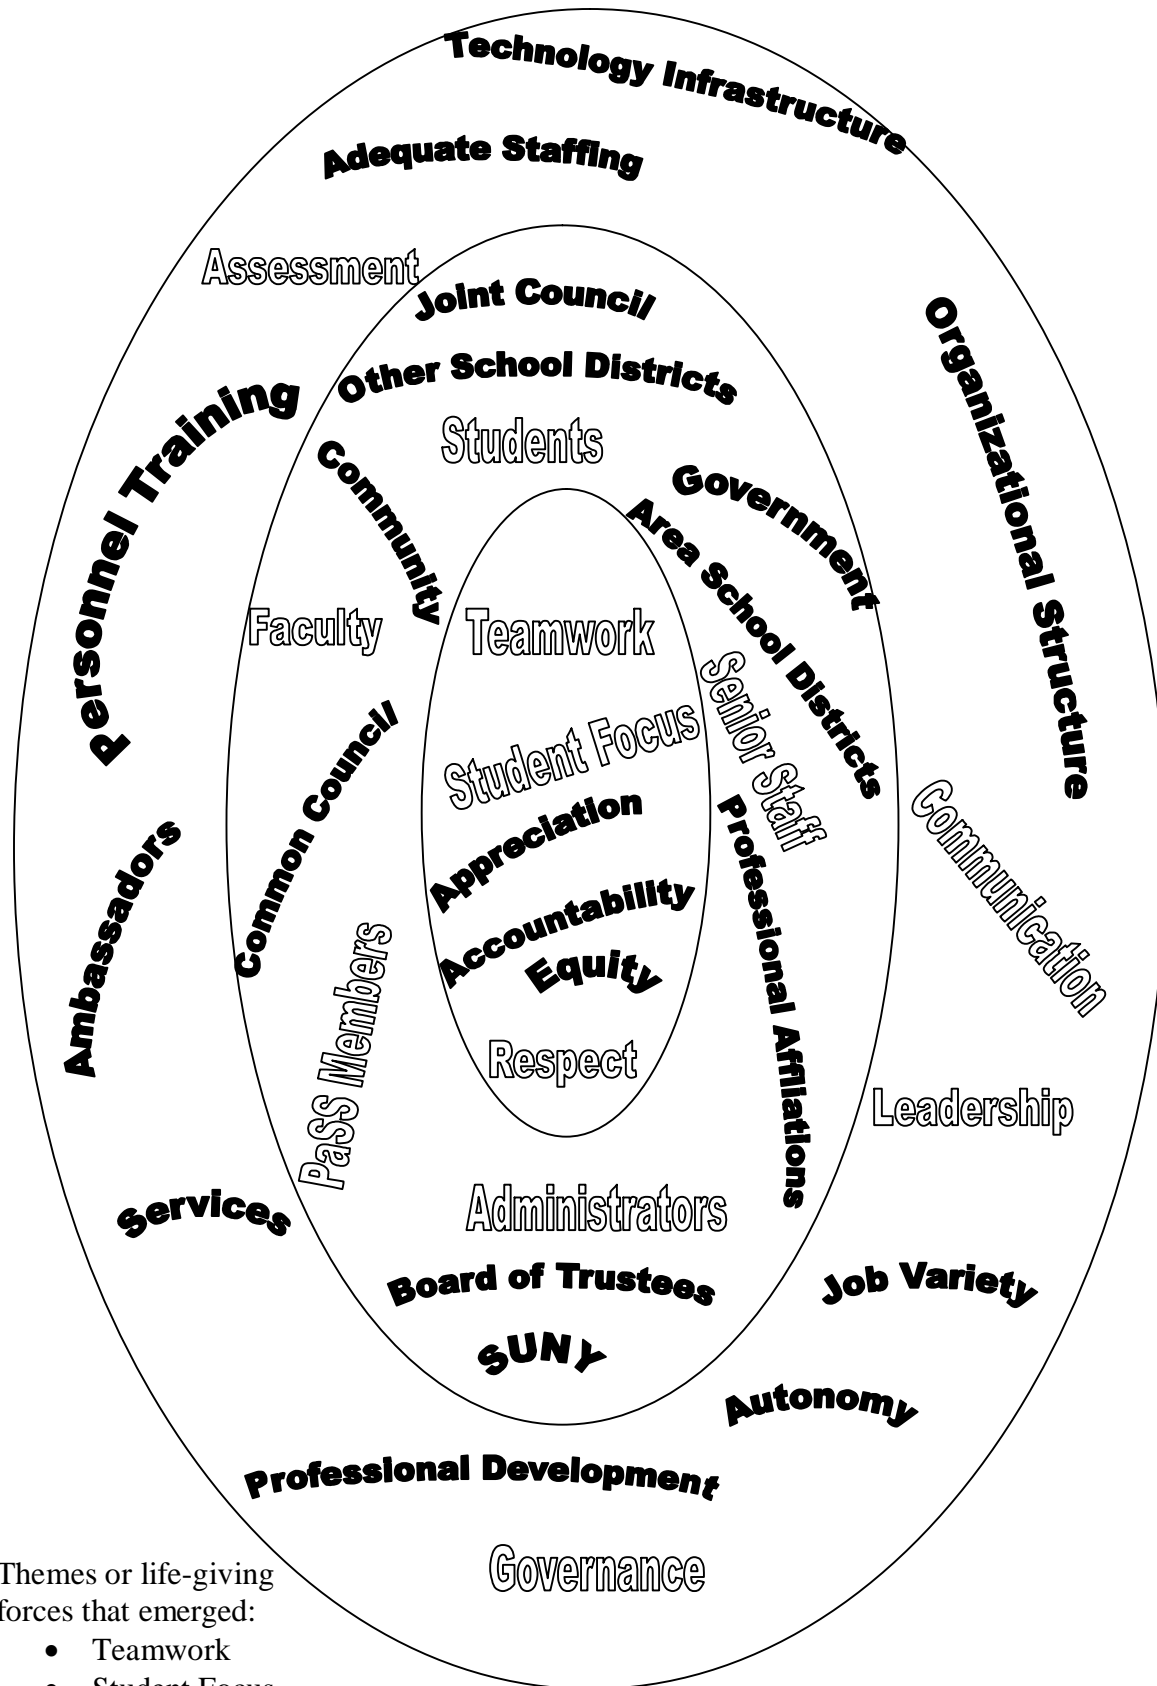 Technology Infrastructure
Adequate Staffing
Assessment
Joint Council
Organizational Structure
Other School Districts
Personnel Training
Students
Community
Government
Area School Districts
Faculty
Teamwork
Senior Staff
Student Focus
Common Council
Communication
Appreciation
Professional Affiliations
Ambassadors
Accountability
PaSS Members
Equity
Respect
Leadership
Administrators
Services
Board of Trustees
Job Variety
SUNY
Autonomy
Professional Development
Governance
Themes or life-giving
forces that emerged:
• Teamwork
• Student Focus